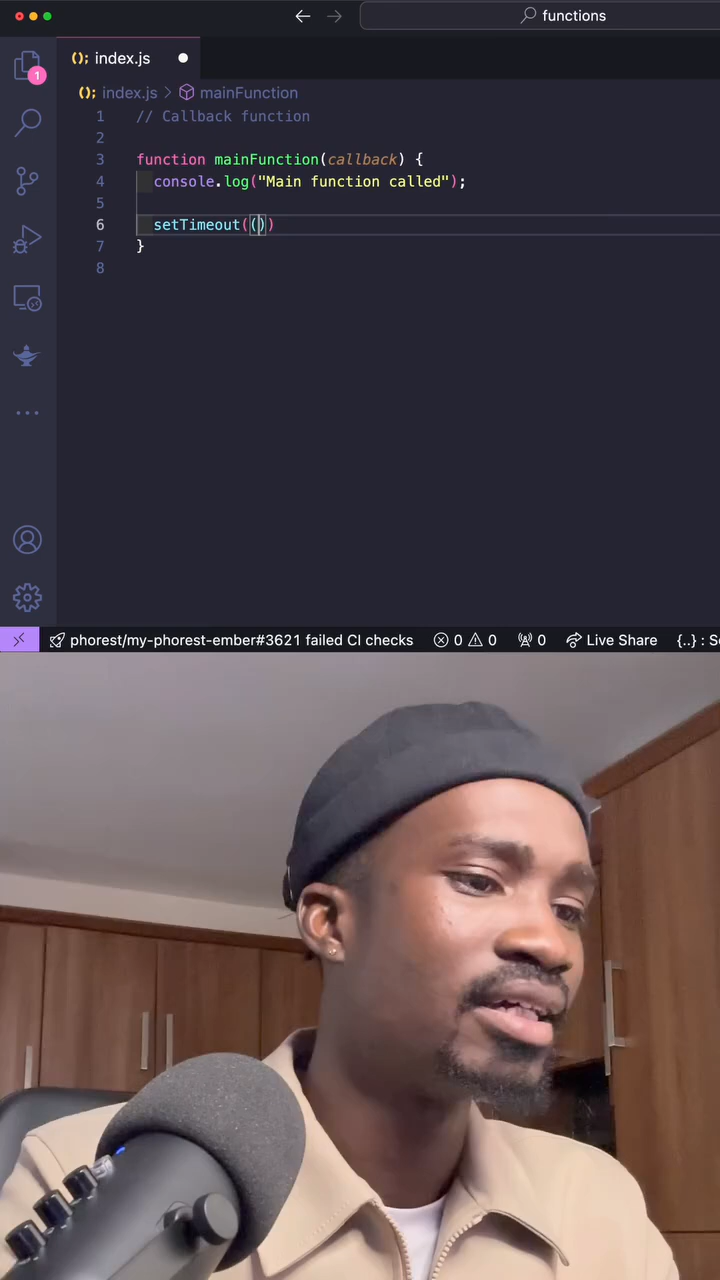 functions
index.js
index.js > mainFunction
1
1 // Callback function
2
3 function mainFunction(callback) {
4 console.log("Main function called");
5
6 setTimeout(())
7 }
8
phorest/my-phorest-ember#3621 failed CI checks 0 0 0 Live Share {..} : S